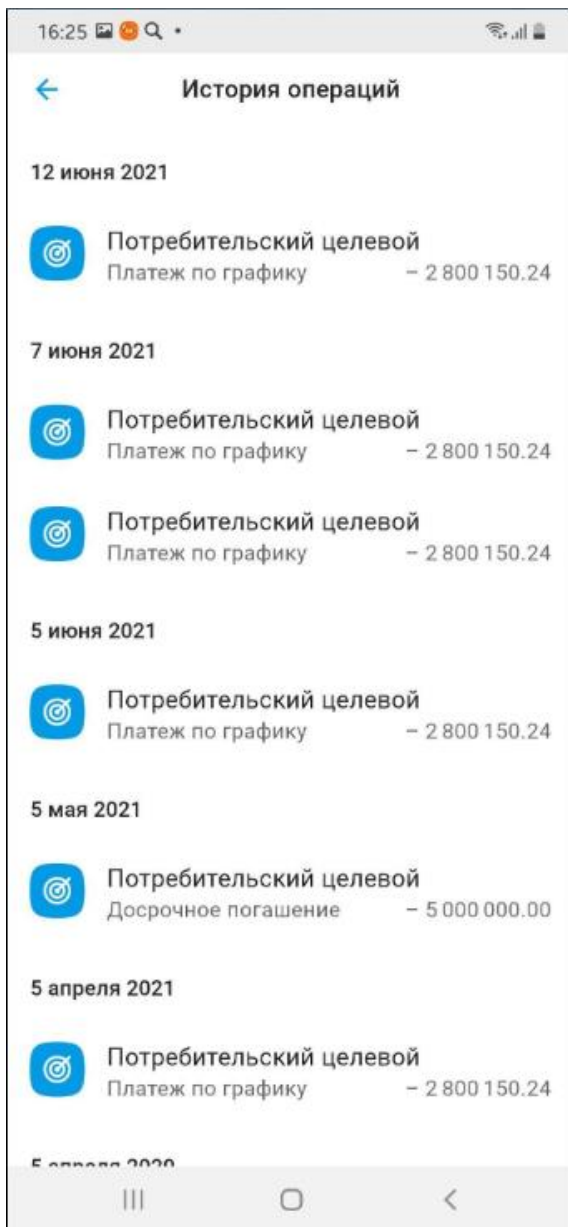 16:25
История операций
12 июня 2021
Потребительский целевой
Платеж по графику – 2 800 150.24
7 июня 2021
Потребительский целевой
Платеж по графику – 2 800 150.24
Потребительский целевой
Платеж по графику – 2 800 150.24
5 июня 2021
Потребительский целевой
Платеж по графику – 2 800 150.24
5 мая 2021
Потребительский целевой
Досрочное погашение – 5 000 000.00
5 апреля 2021
Потребительский целевой
Платеж по графику – 2 800 150.24
5 апреля 2020